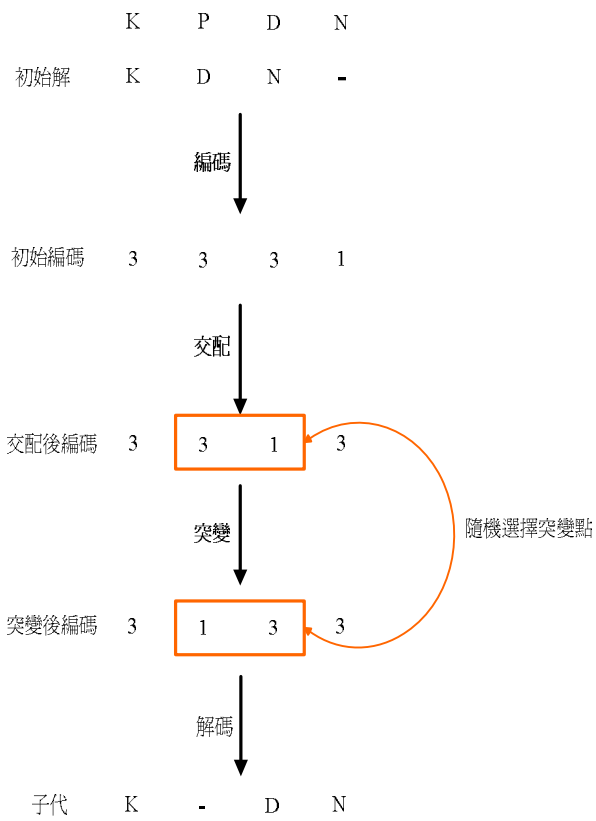 K P D N
初始解 K D N -
編碼
初始編碼 3 3 3 1
交配
交配後編碼 3 3 1 3
突變
隨機選擇突變點
突變後編碼 3 1 3 3
解碼
子代 K - D N